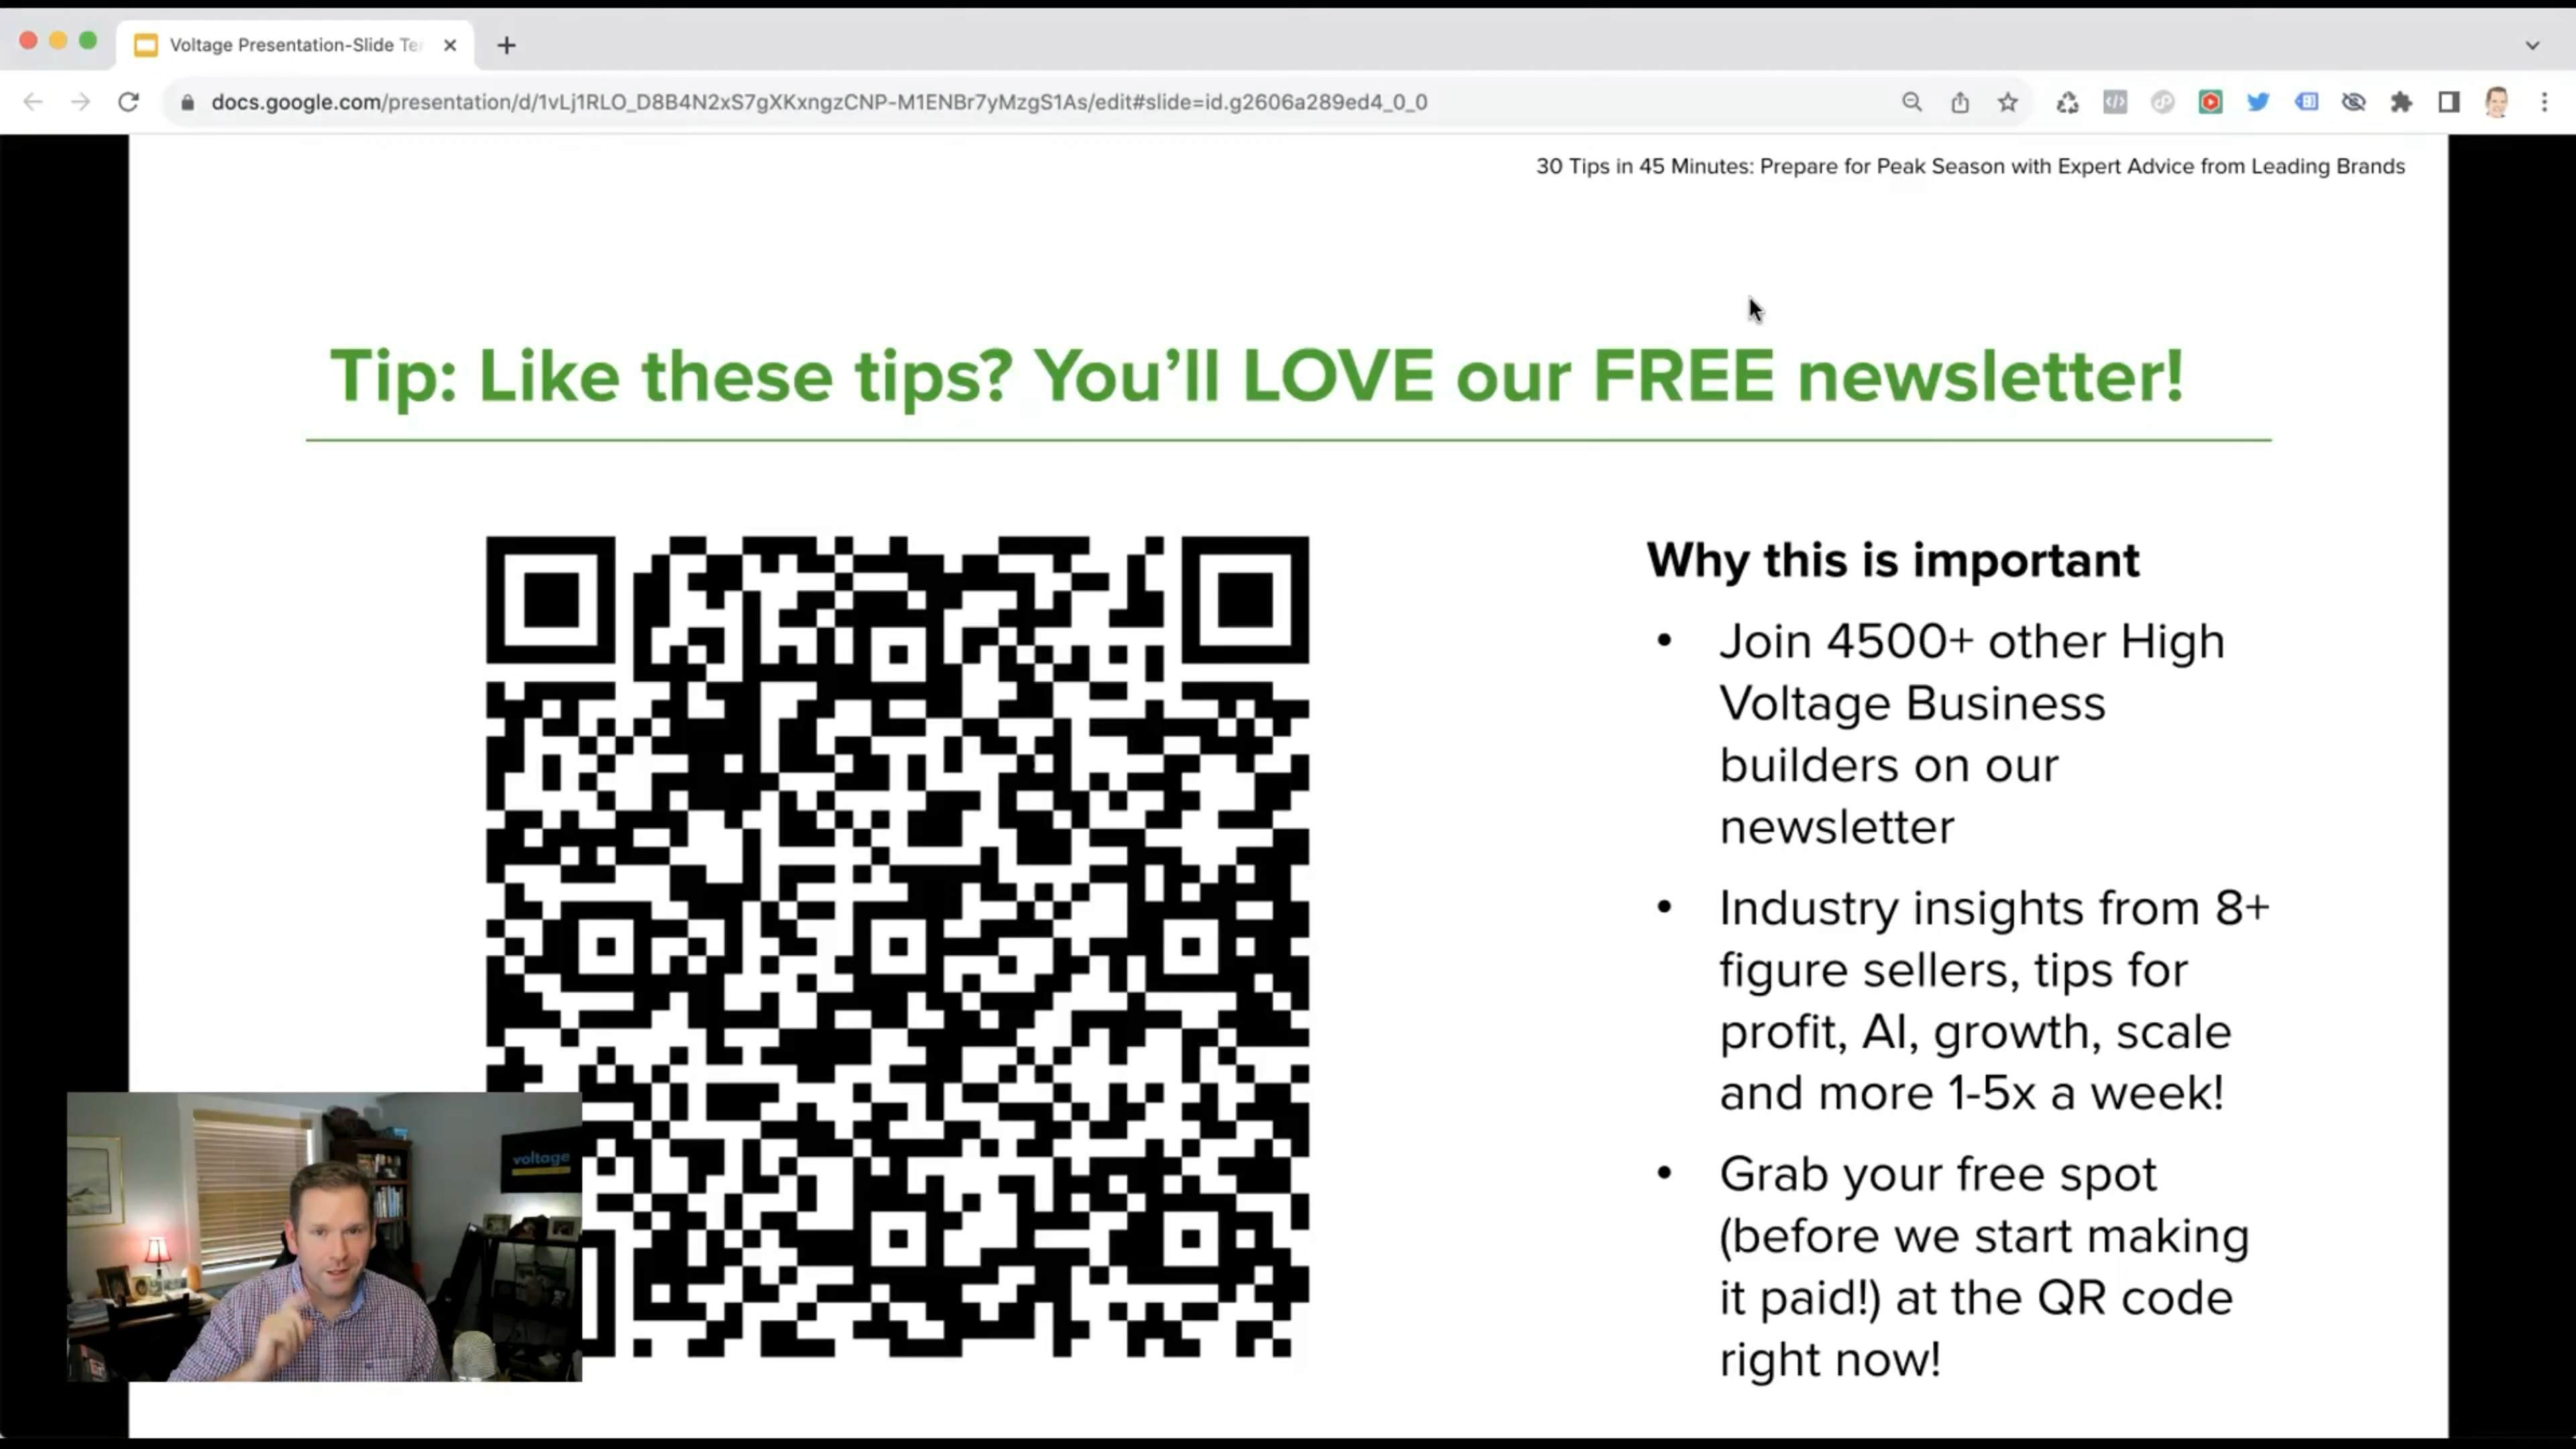 Voltage Presentation-Slide Te
docs.google.com/presentation/d/1vLj1RLO_D8B4N2xS7gXKxngzCNP-M1ENBr7yMzgS1As/edit#slide=id.g2606a289ed4_0_0
30 Tips in 45 Minutes: Prepare for Peak Season with Expert Advice from Leading Brands
Tip: Like these tips? You’ll LOVE our FREE newsletter!
Why this is important
• Join 4500+ other High
Voltage Business
builders on our
newsletter
• Industry insights from 8+
figure sellers, tips for
profit, AI, growth, scale
and more 1-5x a week!
• Grab your free spot
(before we start making
it paid!) at the QR code
right now!
voltage